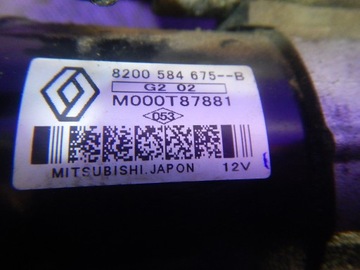 8200 584 675--B
G2 02
M000T87881
D53
MITSUBISHI.JAPON 12V